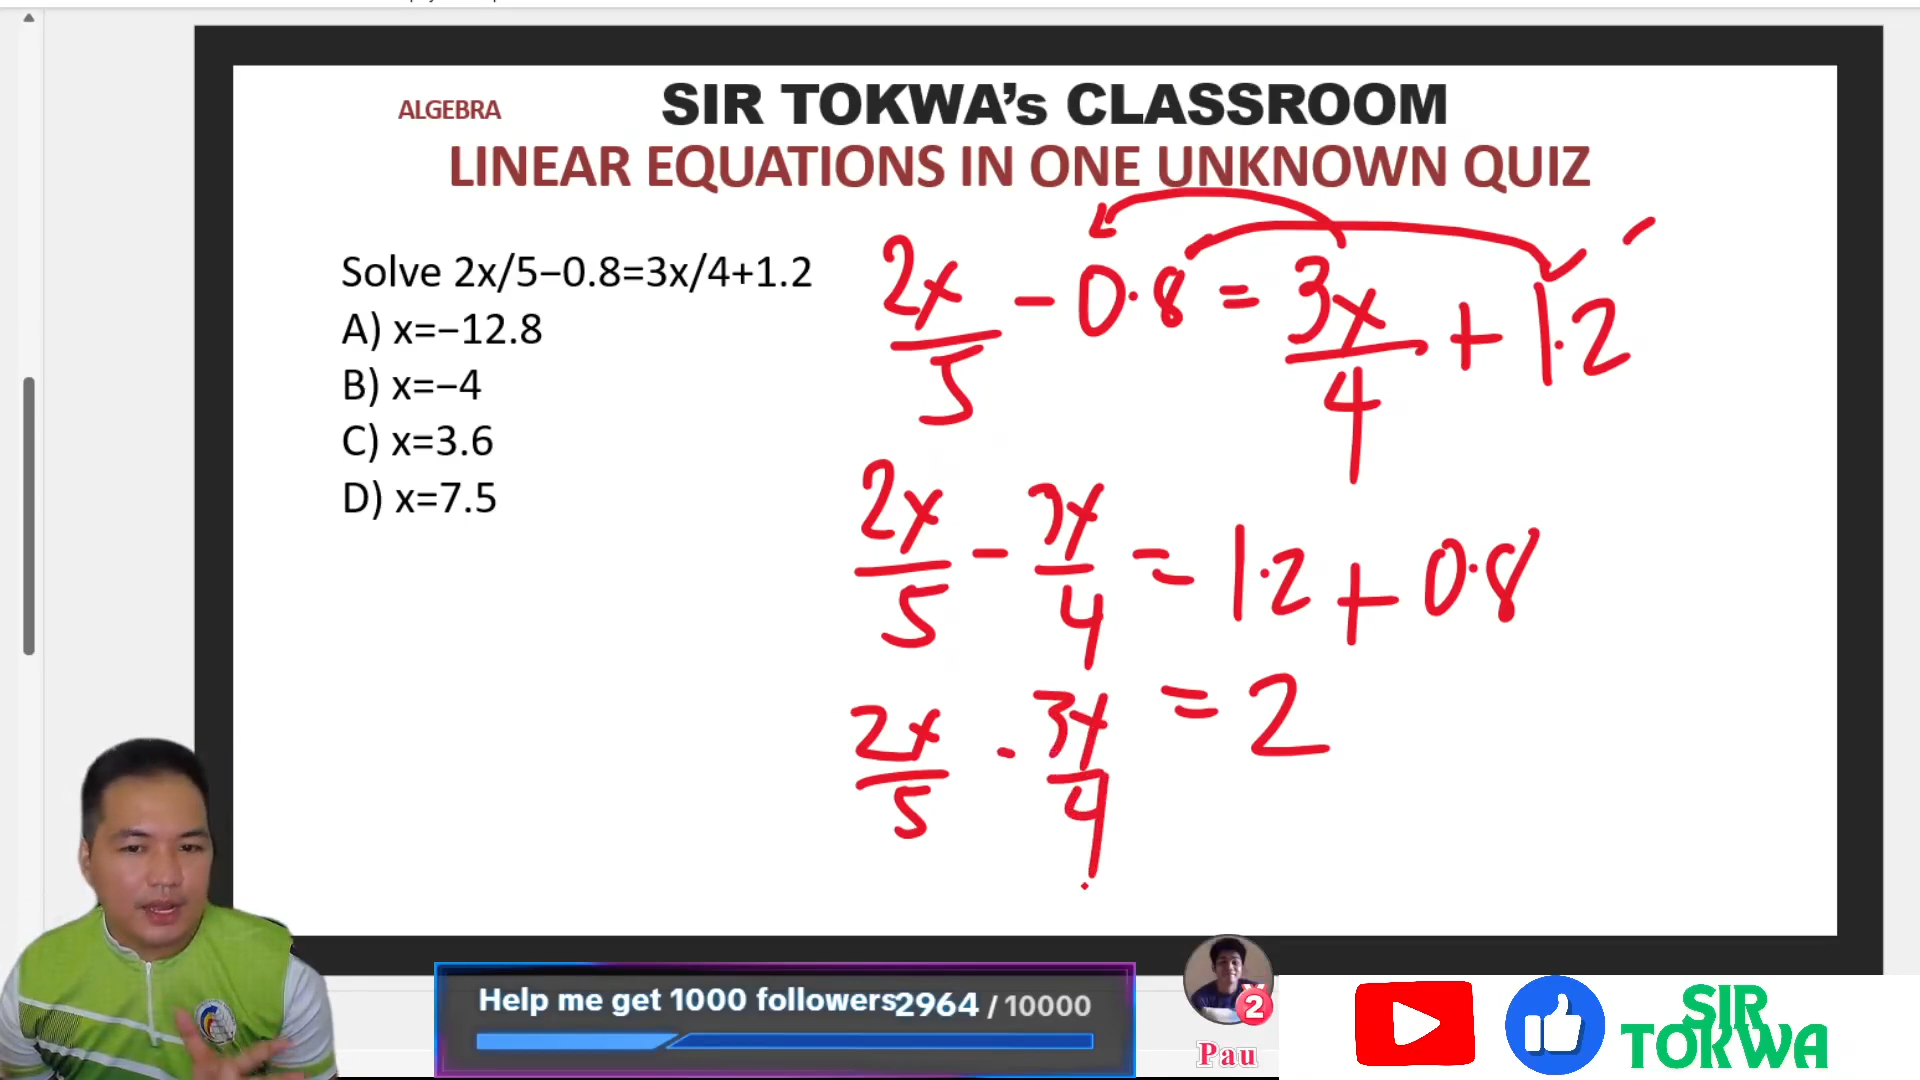 ALGEBRA
SIR TOKWA's CLASSROOM
LINEAR EQUATIONS IN ONE UNKNOWN QUIZ
Solve 2x/5−0.8=3x/4+1.2
A) x=−12.8
B) x=−4
C) x=3.6
D) x=7.5
2x/5 - 0.8 = 3x/4 + 1.2
2x/5 - 3x/4 = 1.2 + 0.8
2x/5 - 3x/4 = 2
Help me get 1000 followers 2964 / 10000
2
Pau
SIR
TOKWA